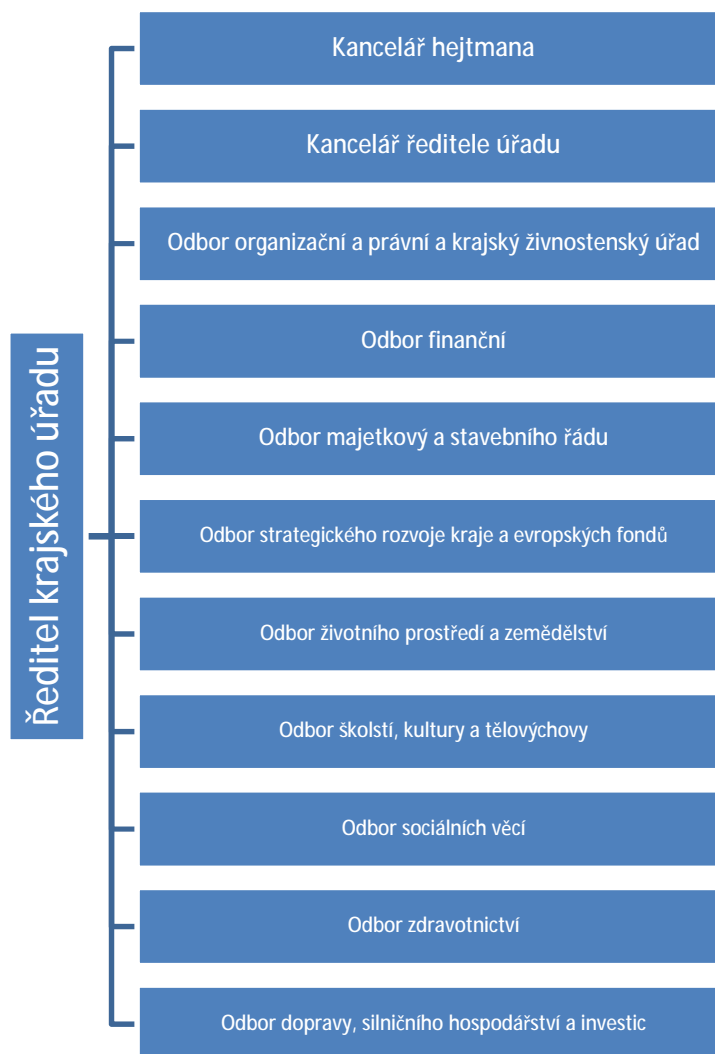 Kancelář hejtmana
Kancelář ředitele úřadu
Odbor organizační a právní a krajský živnostenský úřad
Odbor finanční
Odbor majetkový a stavebního řádu
Ředitel krajského úřadu
Odbor strategického rozvoje kraje a evropských fondů
Odbor životního prostředí a zemědělství
Odbor školstí, kultury a tělovýchovy
Odbor sociálních věcí
Odbor zdravotnictví
Odbor dopravy, silničního hospodářství a investic